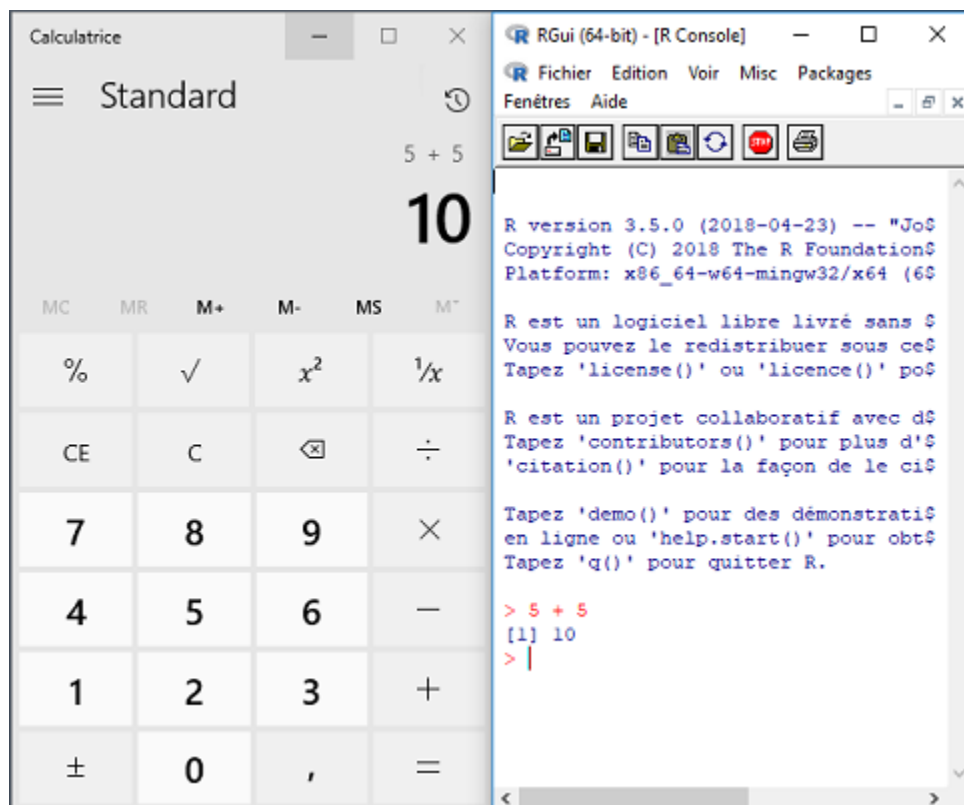 Calculatrice
Standard
5 + 5
10
MC MR M+ M- MS M˅
% √ x² ¹/x
CE C ÷
7 8 9 ×
4 5 6 −
1 2 3 +
± 0 , =
RGui (64-bit) - [R Console]
Fichier Edition Voir Misc Packages
Fenêtres Aide
STOP
R version 3.5.0 (2018-04-23) -- "Jo$
Copyright (C) 2018 The R Foundation$
Platform: x86_64-w64-mingw32/x64 (6$
R est un logiciel libre livré sans $
Vous pouvez le redistribuer sous ce$
Tapez 'license()' ou 'licence()' po$
R est un projet collaboratif avec d$
Tapez 'contributors()' pour plus d'$
'citation()' pour la façon de le ci$
Tapez 'demo()' pour des démonstrati$
en ligne ou 'help.start()' pour obt$
Tapez 'q()' pour quitter R.
> 5 + 5
[1] 10
>